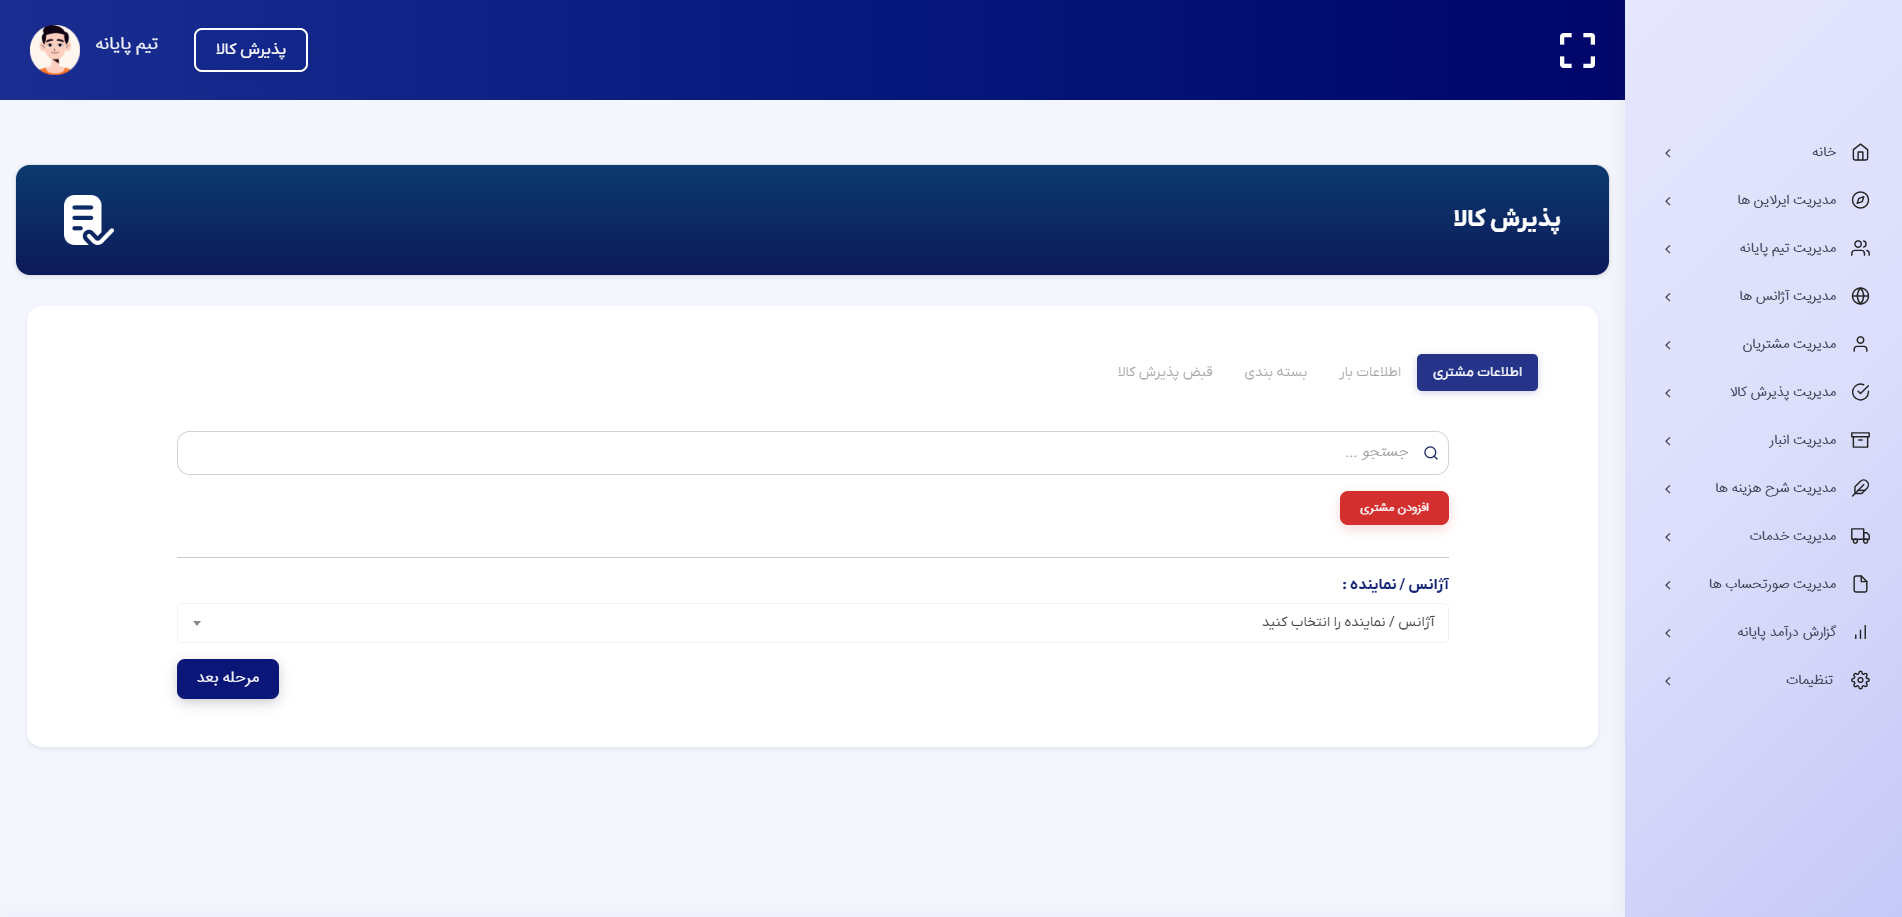 پذیرش کالا
تیم پایانه
خانه
مدیریت ایرلاین ها
مدیریت تیم پایانه
مدیریت آژانس ها
مدیریت مشتریان
مدیریت پذیرش کالا
مدیریت انبار
مدیریت شرح هزینه ها
مدیریت خدمات
مدیریت صورتحساب ها
گزارش درآمد پایانه
تنظیمات
پذیرش کالا
اطلاعات مشتری
اطلاعات بار
بسته بندی
قبض پذیرش کالا
جستجو ...
افزودن مشتری
آژانس / نماینده :
آژانس / نماینده را انتخاب کنید
مرحله بعد